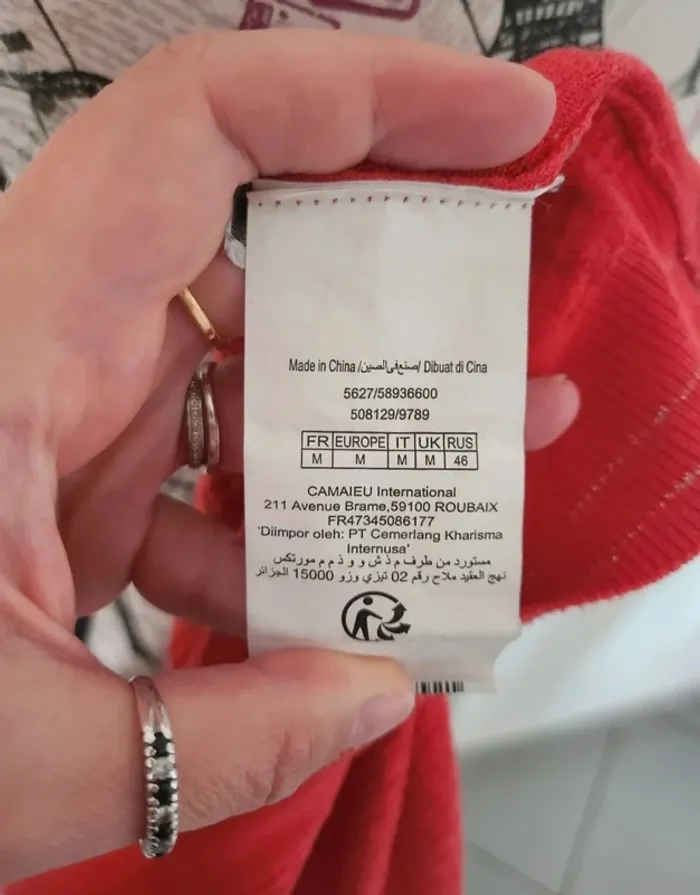 Made in China /صنع في الصين/ Dibuat di Cina
5627/58936600
508129/9789
FR EUROPE IT UK RUS
M M M M 46
CAMAIEU International
211 Avenue Brame,59100 ROUBAIX
FR47345086177
'Diimpor oleh: PT Cemerlang Kharisma
Internusa'
مستورد من طرف م ذ ش و و ذ م م مورتكس
نهج العقيد ملاح رقم 02 تيزي وزو 15000 الجزائر